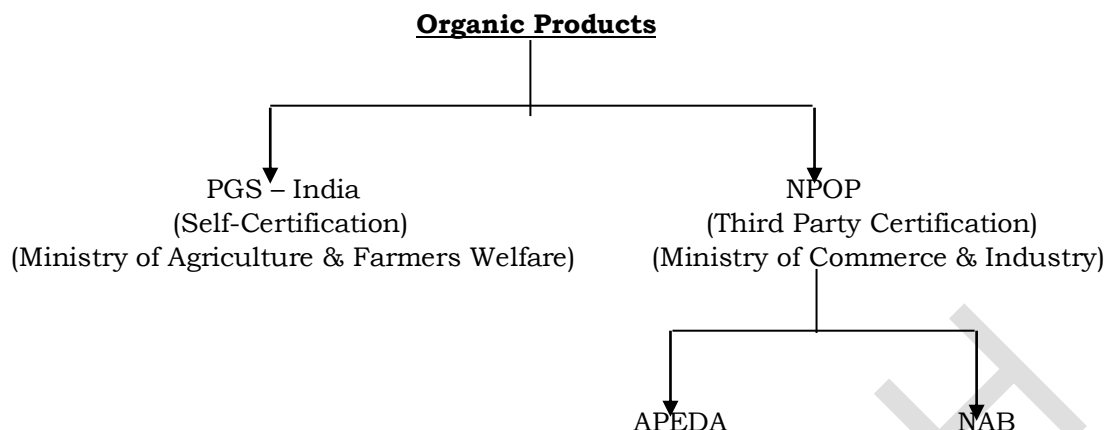 Organic Products
PGS – India
(Self-Certification)
(Ministry of Agriculture & Farmers Welfare)
NPOP
(Third Party Certification)
(Ministry of Commerce & Industry)
APEDA
NAB